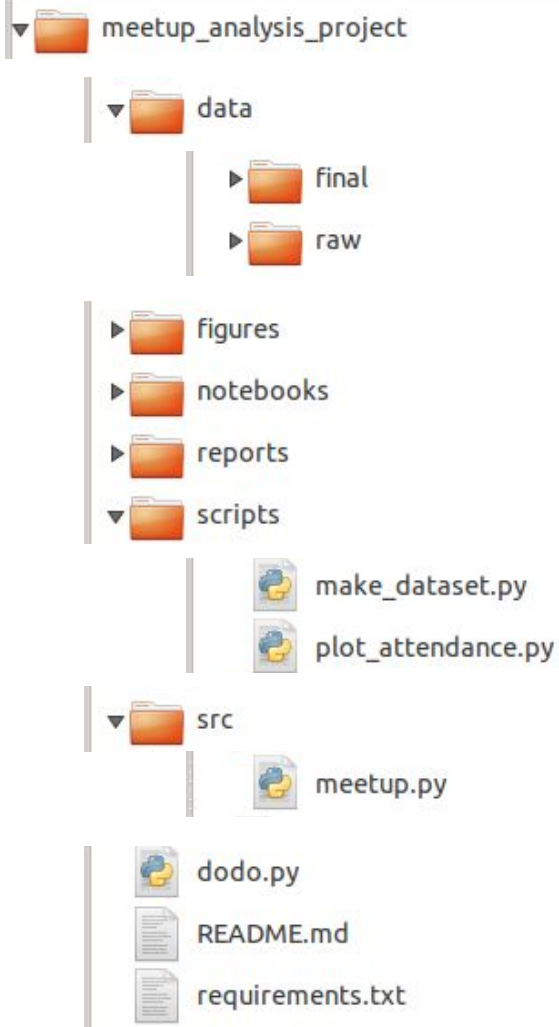 meetup_analysis_project
data
final
raw
figures
notebooks
reports
scripts
make_dataset.py
plot_attendance.py
src
meetup.py
dodo.py
README.md
requirements.txt